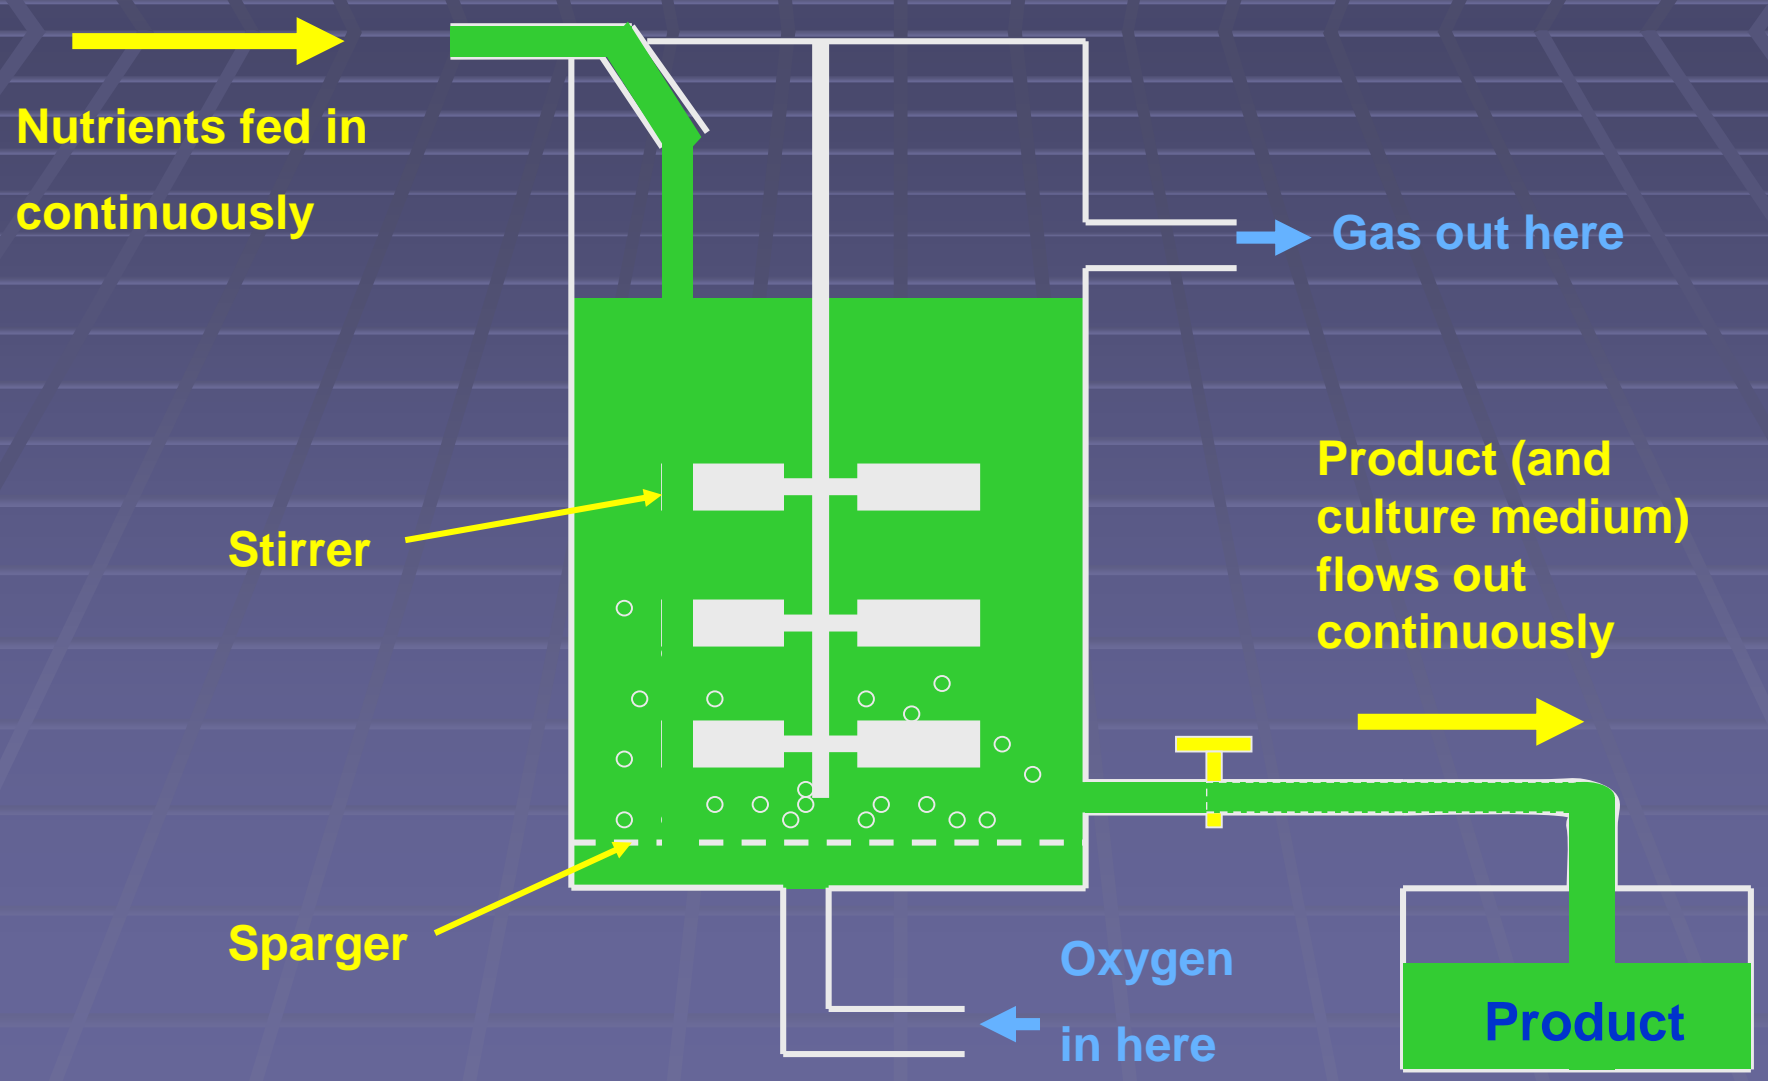 Nutrients fed in
continuously
Gas out here
Product (and
culture medium)
flows out
continuously
Stirrer
Sparger
Oxygen
in here
Product